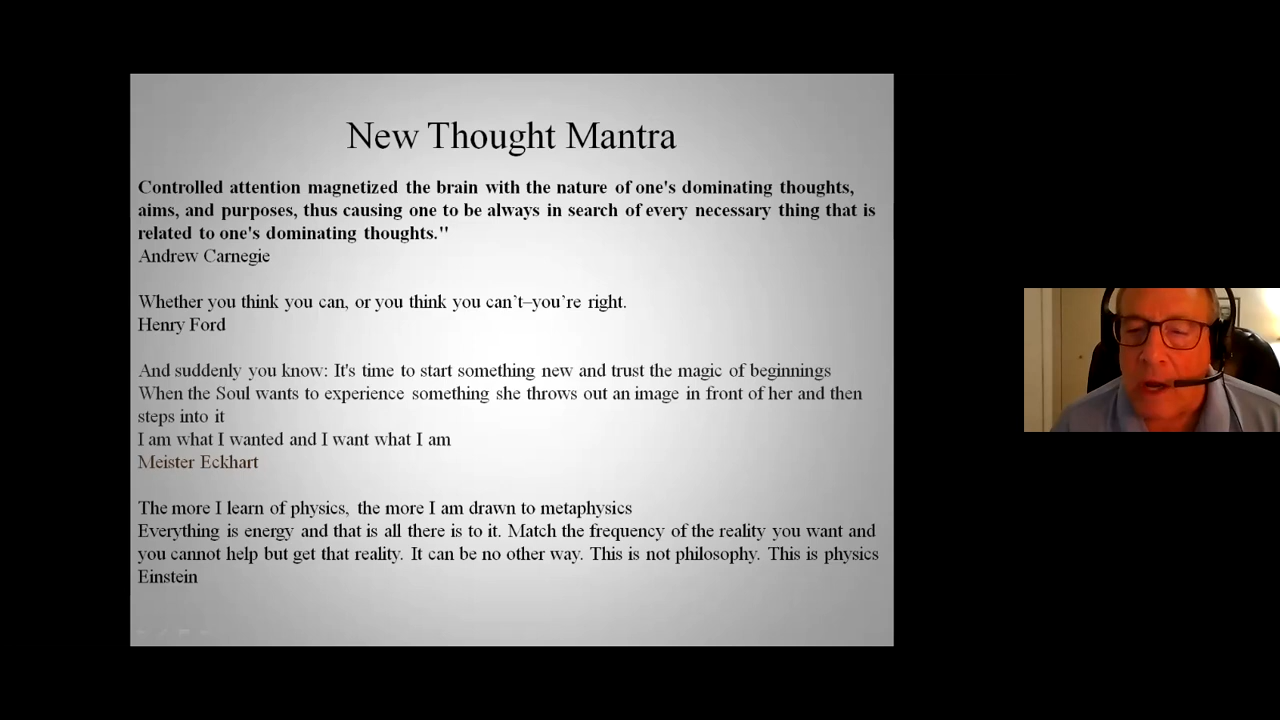 New Thought Mantra
Controlled attention magnetized the brain with the nature of one's dominating thoughts,
aims, and purposes, thus causing one to be always in search of every necessary thing that is
related to one's dominating thoughts."
Andrew Carnegie
Whether you think you can, or you think you can't–you're right.
Henry Ford
And suddenly you know: It's time to start something new and trust the magic of beginnings
When the Soul wants to experience something she throws out an image in front of her and then
steps into it
I am what I wanted and I want what I am
Meister Eckhart
The more I learn of physics, the more I am drawn to metaphysics
Everything is energy and that is all there is to it. Match the frequency of the reality you want and
you cannot help but get that reality. It can be no other way. This is not philosophy. This is physics
Einstein